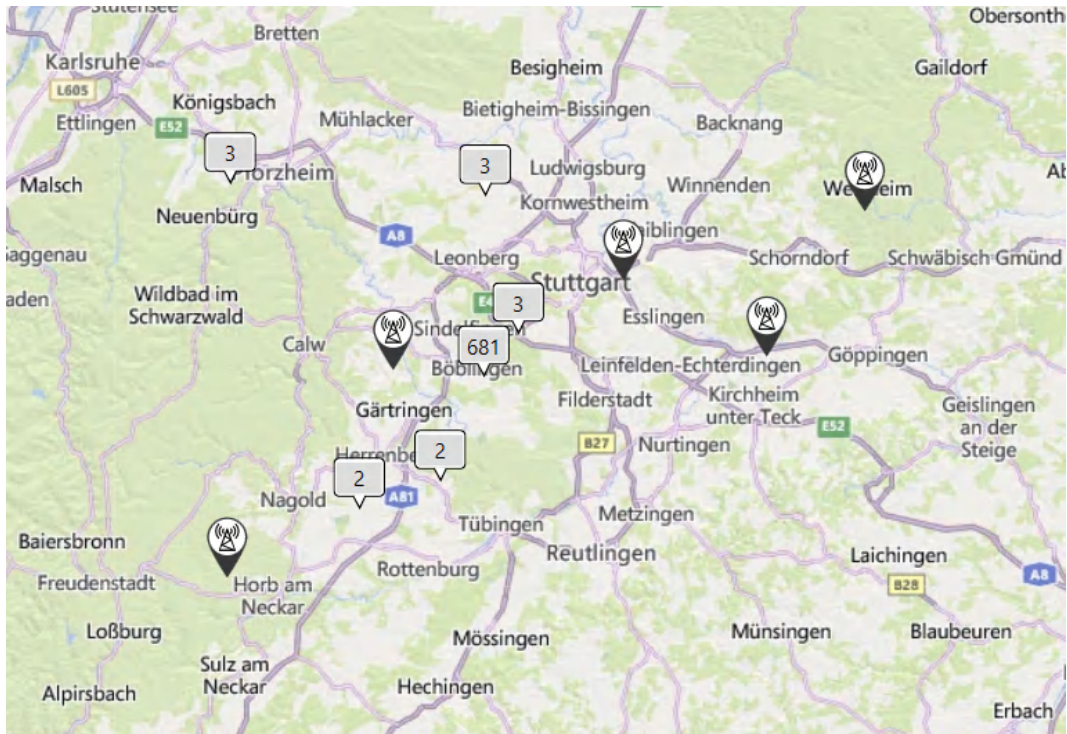 Stutensee
Obersonth
Bretten
Karlsruhe
Besigheim
Gaildorf
L605
Königsbach
Bietigheim-Bissingen
Ettlingen
E52
Mühlacker
Backnang
3
3
Pforzheim
Ludwigsburg
Malsch
Winnenden
Kornwestheim
Neuenbürg
A8
Gaggenau
Leonberg
Schorndorf
Schwäbisch Gmünd
Stuttgart
Wildbad im
Schwarzwald
3
Esslingen
Calw
681
Böblingen
Leinfelden-Echterdingen
Göppingen
Gärtringen
Filderstadt
Kirchheim
unter Teck
Geislingen
an der
Steige
E52
B27
Nurtingen
2
2
Nagold
A81
Tübingen
Metzingen
Baiersbronn
Reutlingen
Laichingen
Freudenstadt
Horb am
Neckar
Rottenburg
A8
B28
Loßburg
Mössingen
Münsingen
Blaubeuren
Sulz am
Neckar
Alpirsbach
Hechingen
Erbach